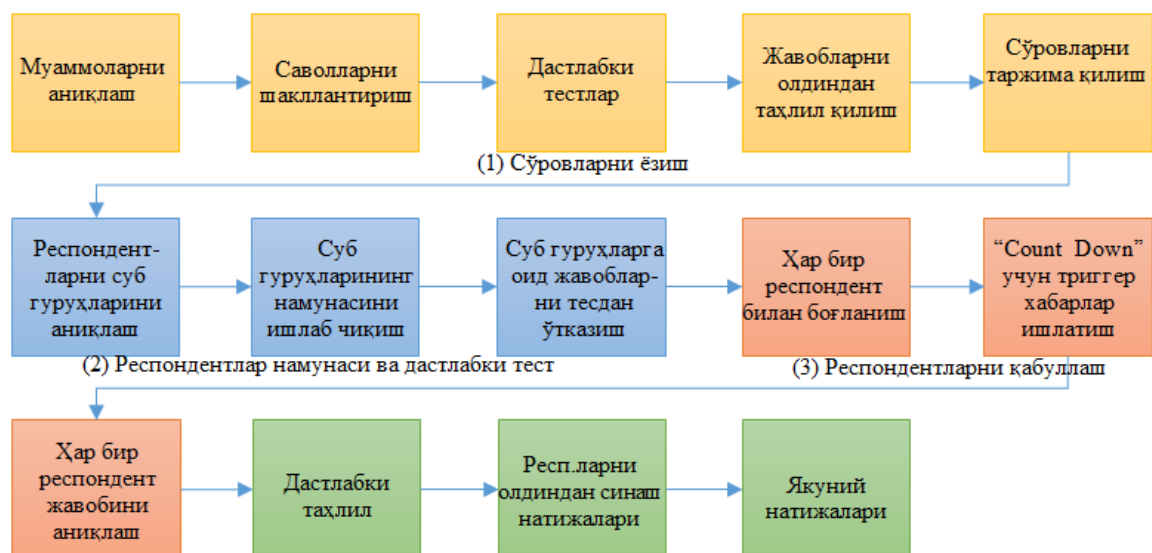 Муаммоларни
аниқлаш
Саволларни
шакллантириш
Дастлабки
тестлар
Жавобларни
олдиндан
таҳлил қилиш
Сўровларни
таржима қилиш
(1) Сўровларни ёзиш
Респондент-
ларни суб
гуруҳларини
аниқлаш
Суб
гуруҳларининг
намунасини
ишлаб чиқиш
Суб гуруҳларга
оид жавоблар-
ни тесдан
ўтказиш
Ҳар бир
респондент
билан боғланиш
“Count Down”
учун триггер
хабарлар
ишлатиш
(2) Респондентлар намунаси ва дастлабки тест
(3) Респондентларни қабуллаш
Ҳар бир
респондент
жавобини
аниқлаш
Дастлабки
таҳлил
Респ.ларни
олдиндан синаш
натижалари
Якуний
натижалари